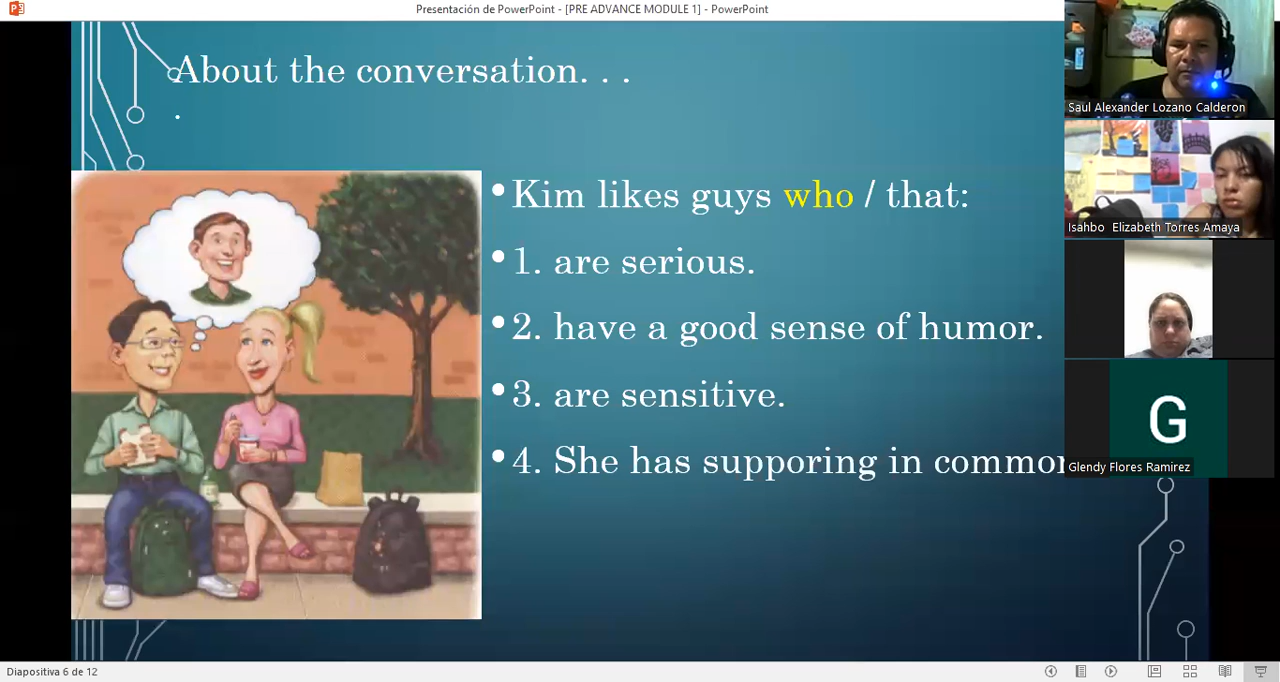 Presentación de PowerPoint - [PRE ADVANCE MODULE 1] - PowerPoint
About the conversation. . .
.
• Kim likes guys who / that:
• 1. are serious.
• 2. have a good sense of humor.
• 3. are sensitive.
• 4. She has supporing in common
Saul Alexander Lozano Calderon
Isahbo Elizabeth Torres Amaya
G
Glendy Flores Ramirez
Diapositiva 6 de 12